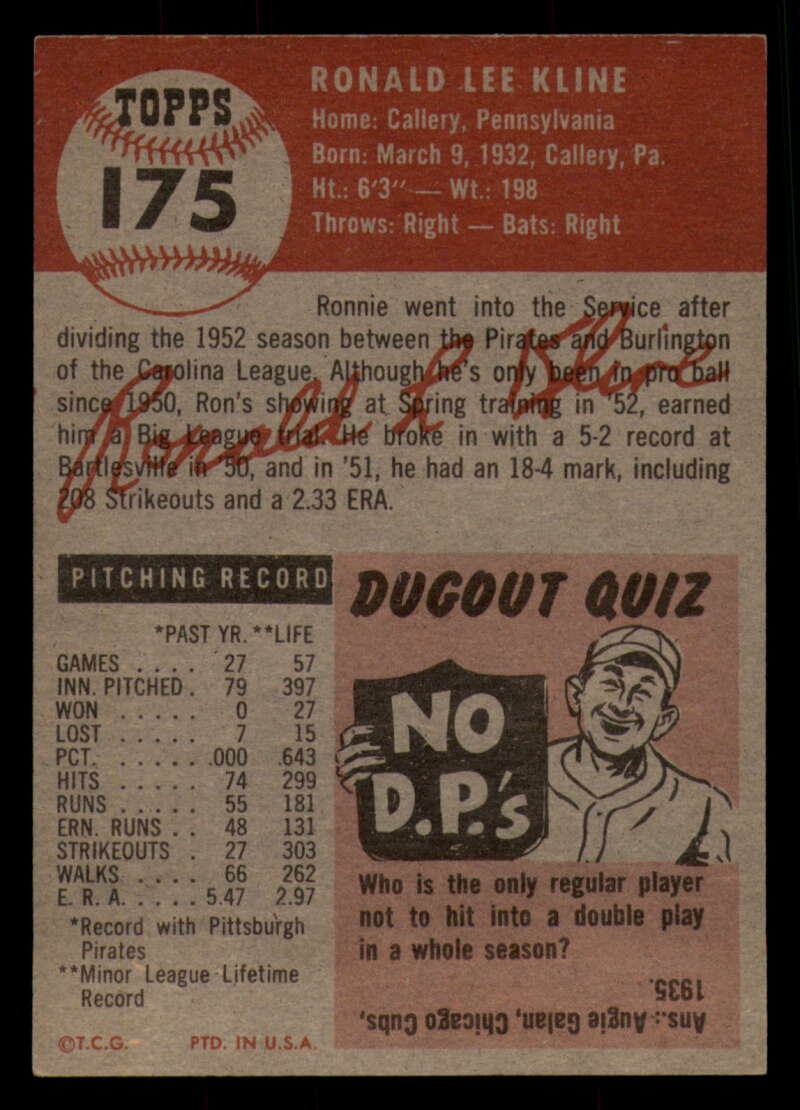 TOPPS
175
RONALD LEE KLINE
Home: Callery, Pennsylvania
Born: March 9, 1932, Callery, Pa.
Ht.: 6'3" — Wt.: 198
Throws: Right — Bats: Right
Ronnie went into the Service after
dividing the 1952 season between the Pirates and Burlington
of the Carolina League. Although he's only been in pro ball
since 1950, Ron's showing at Spring training in '52, earned
him a Big League trial. He broke in with a 5-2 record at
Bartlesville in '50, and in '51, he had an 18-4 mark, including
208 Strikeouts and a 2.33 ERA.
Ronald L Kline
PITCHING RECORD
*PAST YR. **LIFE
GAMES .... 27 57
INN. PITCHED. 79 397
WON ..... 0 27
LOST ..... 7 15
PCT. ..... .000 .643
HITS ..... 74 299
RUNS ..... 55 181
ERN. RUNS .. 48 131
STRIKEOUTS . 27 303
WALKS .... 66 262
E. R. A. .... 5.47 2.97
*Record with Pittsburgh
Pirates
**Minor League Lifetime
Record
©T.C.G. PTD. IN U.S.A.
DUGOUT QUIZ
NO
D.P.'s
Who is the only regular player
not to hit into a double play
in a whole season?
Ans.: Angie Galen, Chicago Cubs,
1935.